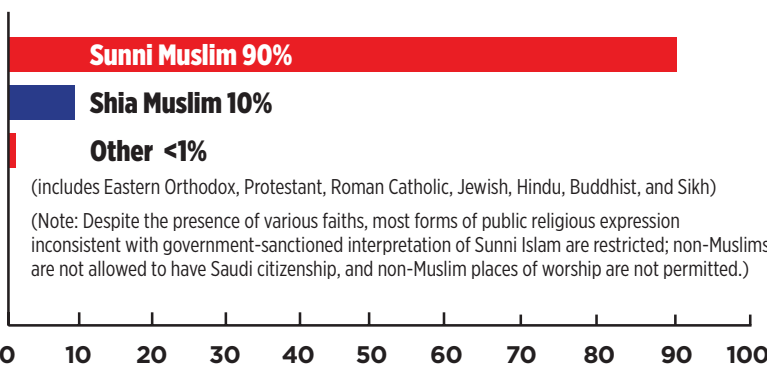 Sunni Muslim 90%
Shia Muslim 10%
Other <1%
(includes Eastern Orthodox, Protestant, Roman Catholic, Jewish, Hindu, Buddhist, and Sikh)
(Note: Despite the presence of various faiths, most forms of public religious expression
inconsistent with government-sanctioned interpretation of Sunni Islam are restricted; non-Muslims
are not allowed to have Saudi citizenship, and non-Muslim places of worship are not permitted.)
0 10 20 30 40 50 60 70 80 90 100